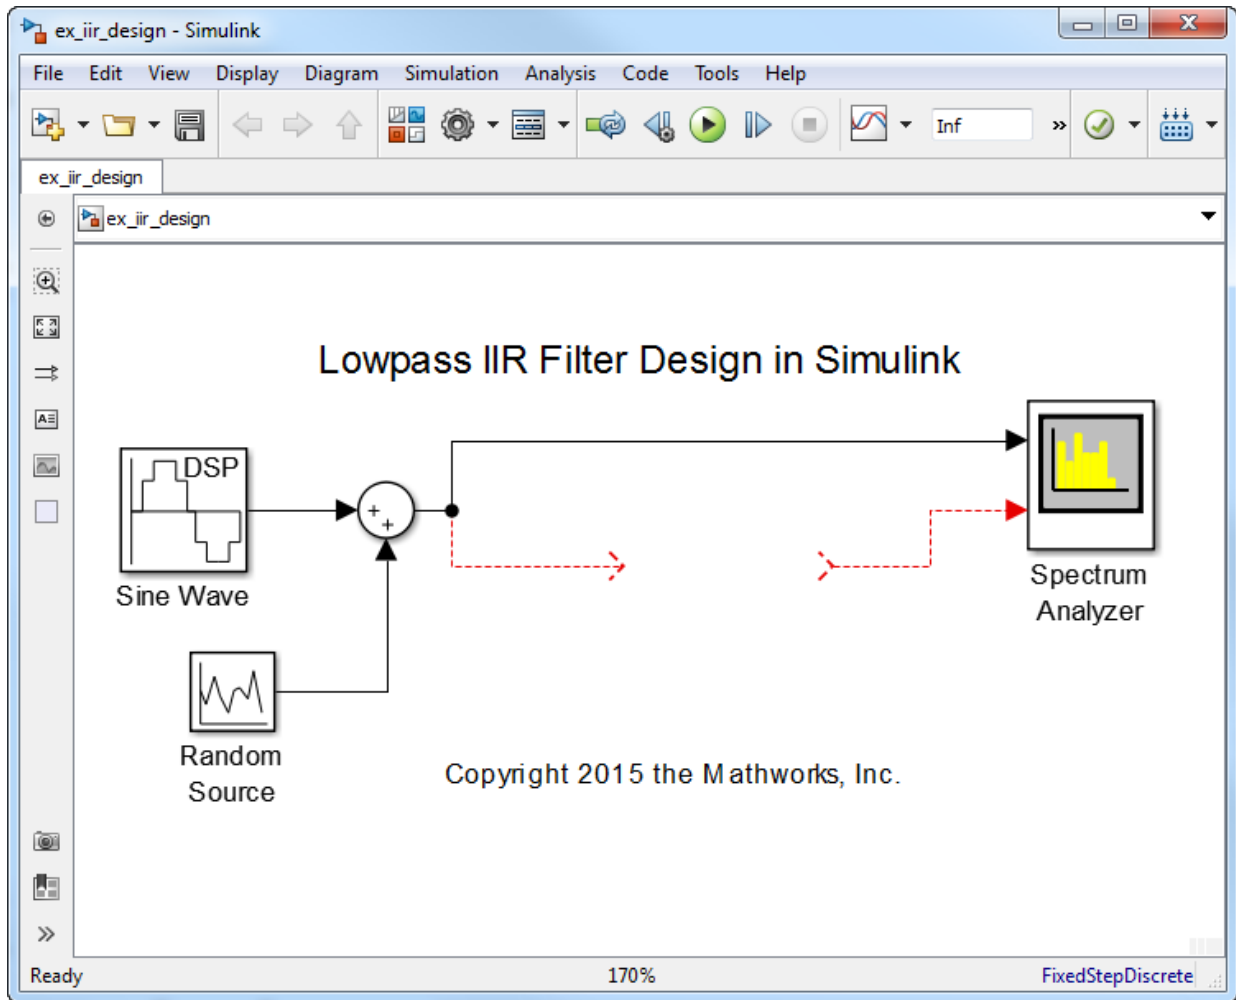 ex_iir_design - Simulink
File Edit View Display Diagram Simulation Analysis Code Tools Help
Inf
ex_iir_design
ex_iir_design
Lowpass IIR Filter Design in Simulink
DSP
Sine Wave
Spectrum
Analyzer
Random
Source
Copyright 2015 the Mathworks, Inc.
Ready 170% FixedStepDiscrete